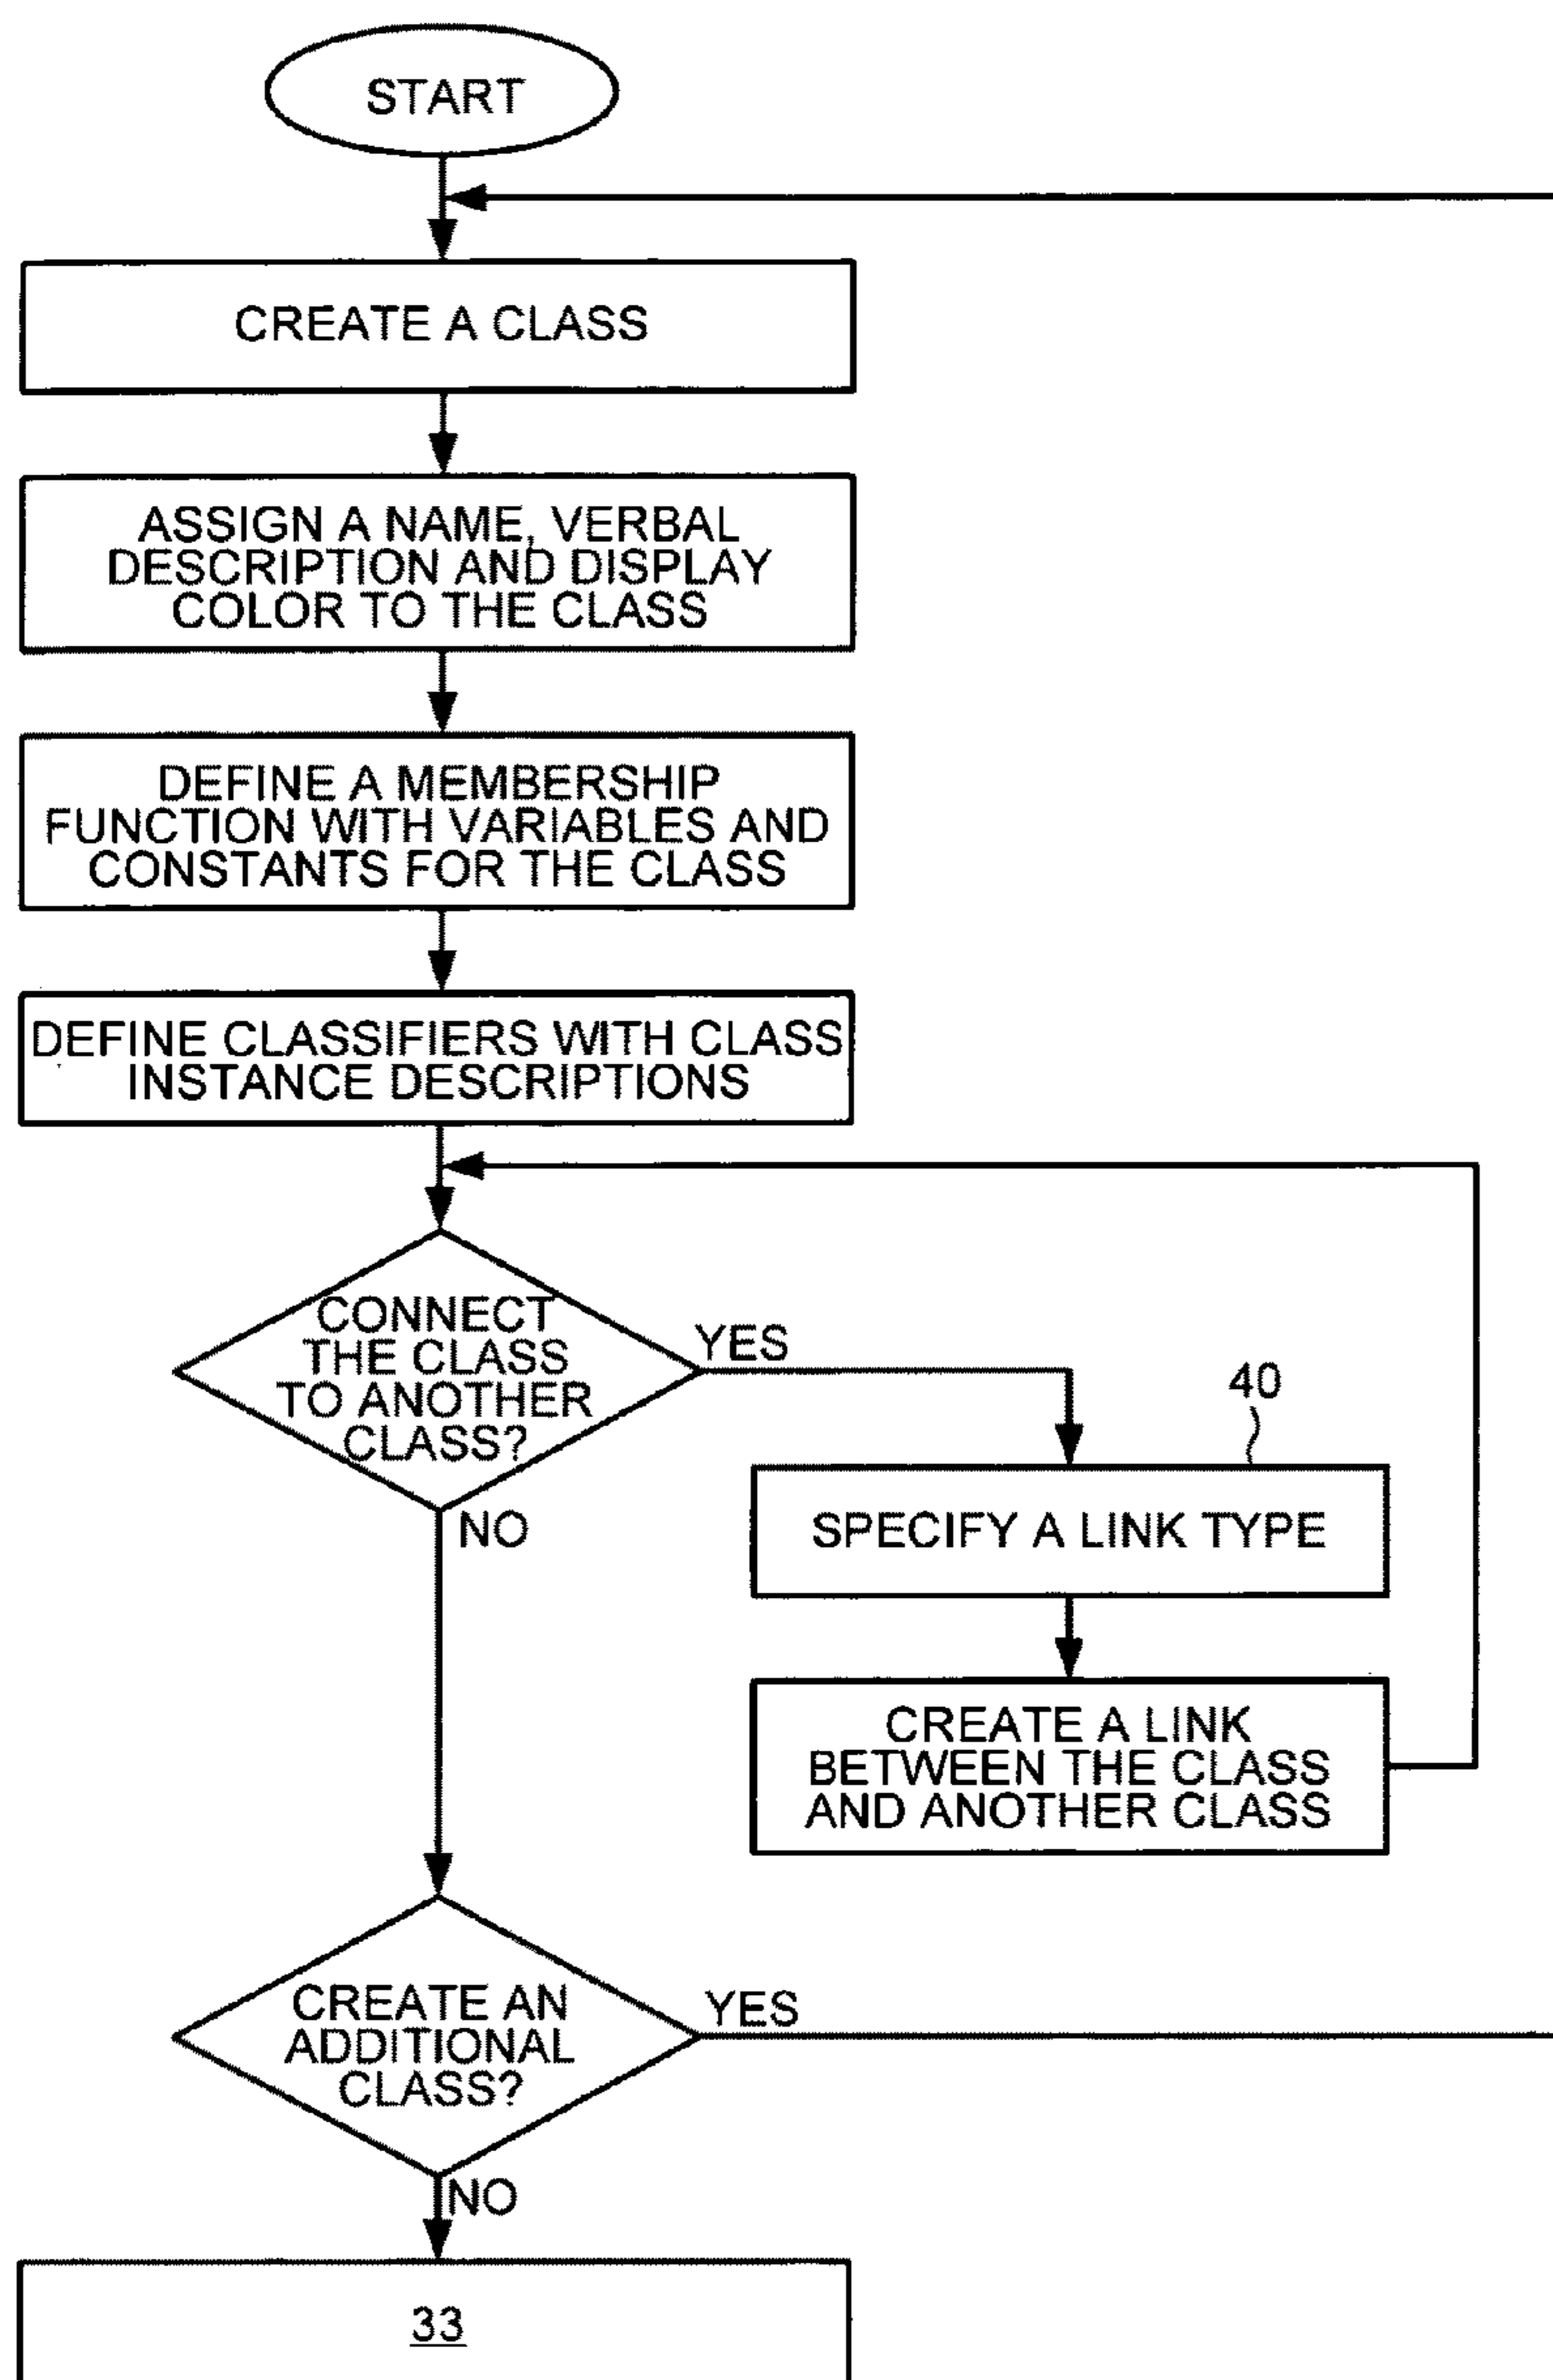 START
CREATE A CLASS
ASSIGN A NAME, VERBAL
DESCRIPTION AND DISPLAY
COLOR TO THE CLASS
DEFINE A MEMBERSHIP
FUNCTION WITH VARIABLES AND
CONSTANTS FOR THE CLASS
DEFINE CLASSIFIERS WITH CLASS
INSTANCE DESCRIPTIONS
CONNECT
THE CLASS
TO ANOTHER
CLASS?
YES
40
NO
SPECIFY A LINK TYPE
CREATE A LINK
BETWEEN THE CLASS
AND ANOTHER CLASS
CREATE AN
ADDITIONAL
CLASS?
YES
NO
33